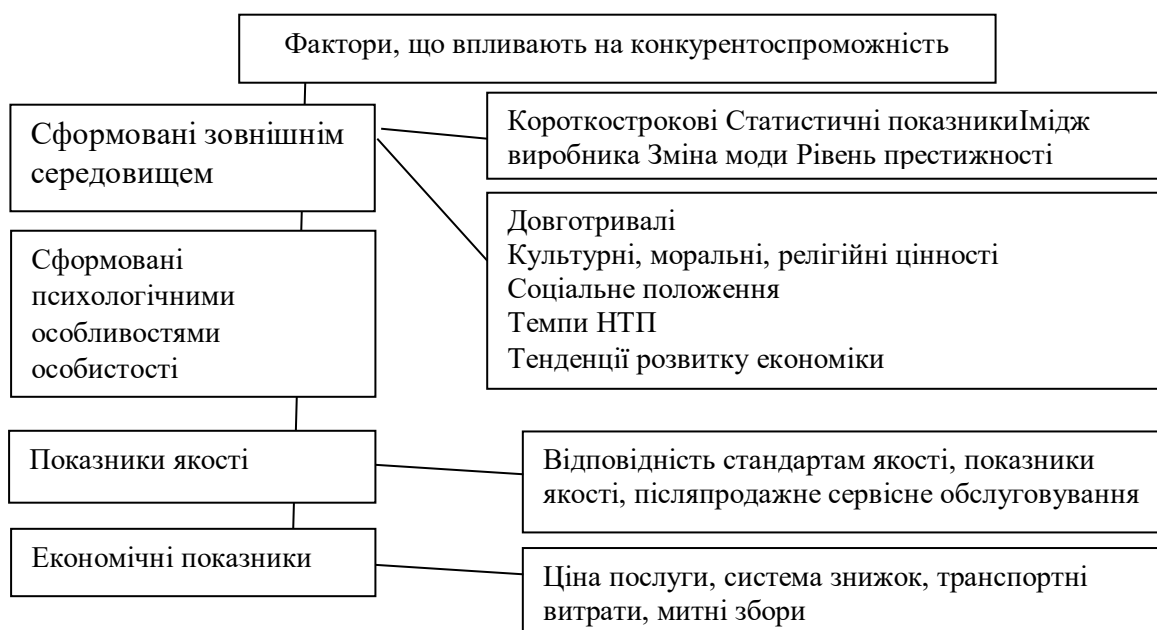 Фактори, що впливають на конкурентоспроможність
Сформовані зовнішнім
середовищем
Короткострокові Статистичні показникиІмідж
виробника Зміна моди Рівень престижності
Довготривалі
Культурні, моральні, релігійні цінності
Соціальне положення
Темпи НТП
Тенденції розвитку економіки
Сформовані
психологічними
особливостями
особистості
Показники якості
Відповідність стандартам якості, показники
якості, післяпродажне сервісне обслуговування
Економічні показники
Ціна послуги, система знижок, транспортні
витрати, митні збори